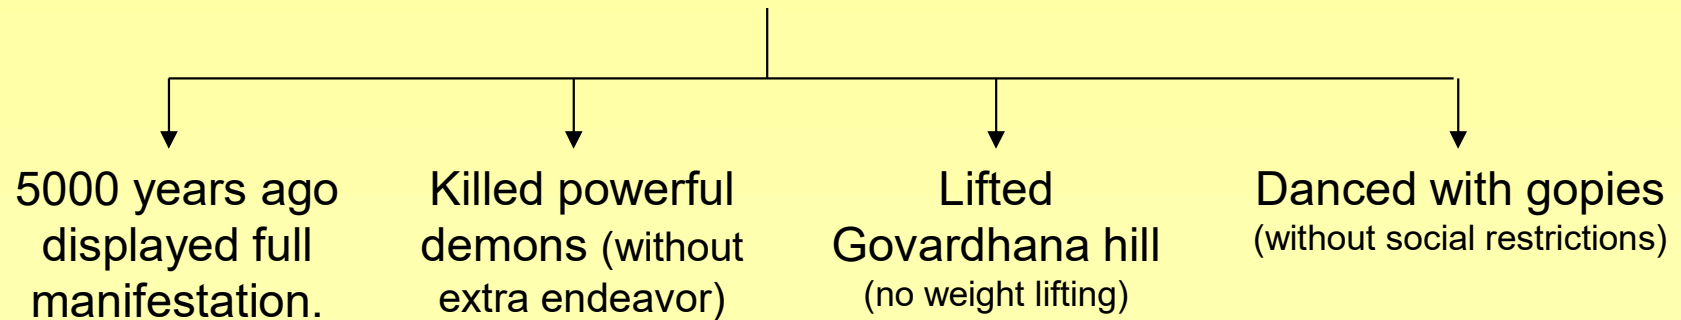 5000 years ago
displayed full
manifestation.
Killed powerful
demons (without
extra endeavor)
Lifted
Govardhana hill
(no weight lifting)
Danced with gopies
(without social restrictions)